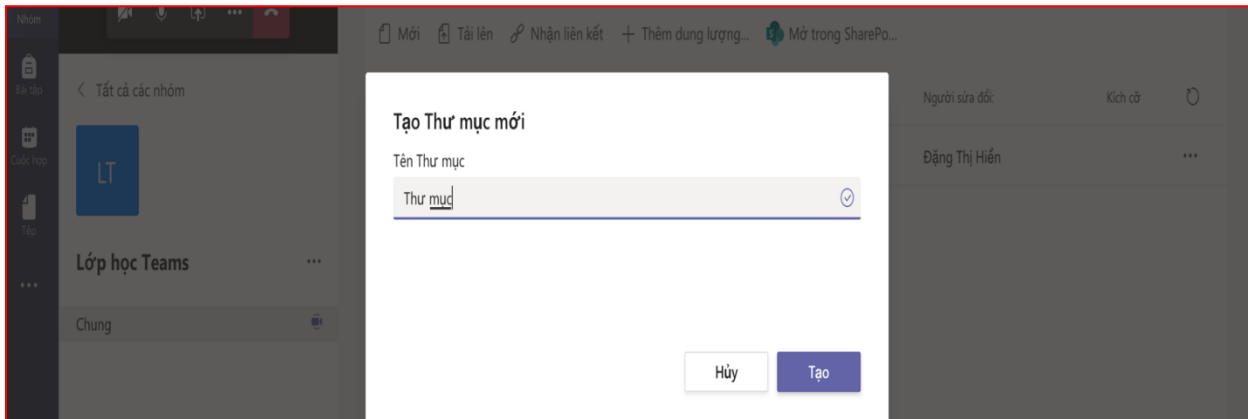 Nhóm
Mới Tải lên Nhận liên kết Thêm dung lượng... Mở trong SharePo...
Bài tập
Tất cả các nhóm
Người sửa đổi: Kích cỡ
Tạo Thư mục mới
Cuộc họp
Tên Thư mục
Đặng Thị Hiền
LT
Thư mục
Tệp
Lớp học Teams
Chung
Hủy Tạo